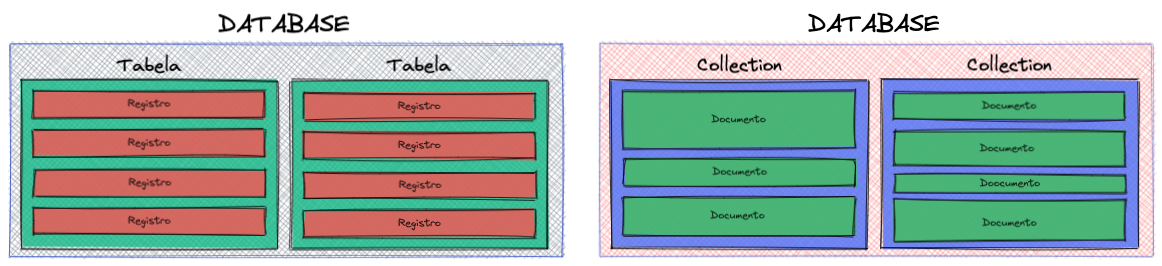 DATABASE
Tabela
Registro
Registro
Registro
Registro
Tabela
Registro
Registro
Registro
Registro
DATABASE
Collection
Documento
Documento
Documento
Collection
Documento
Documento
Doocumento
Documento